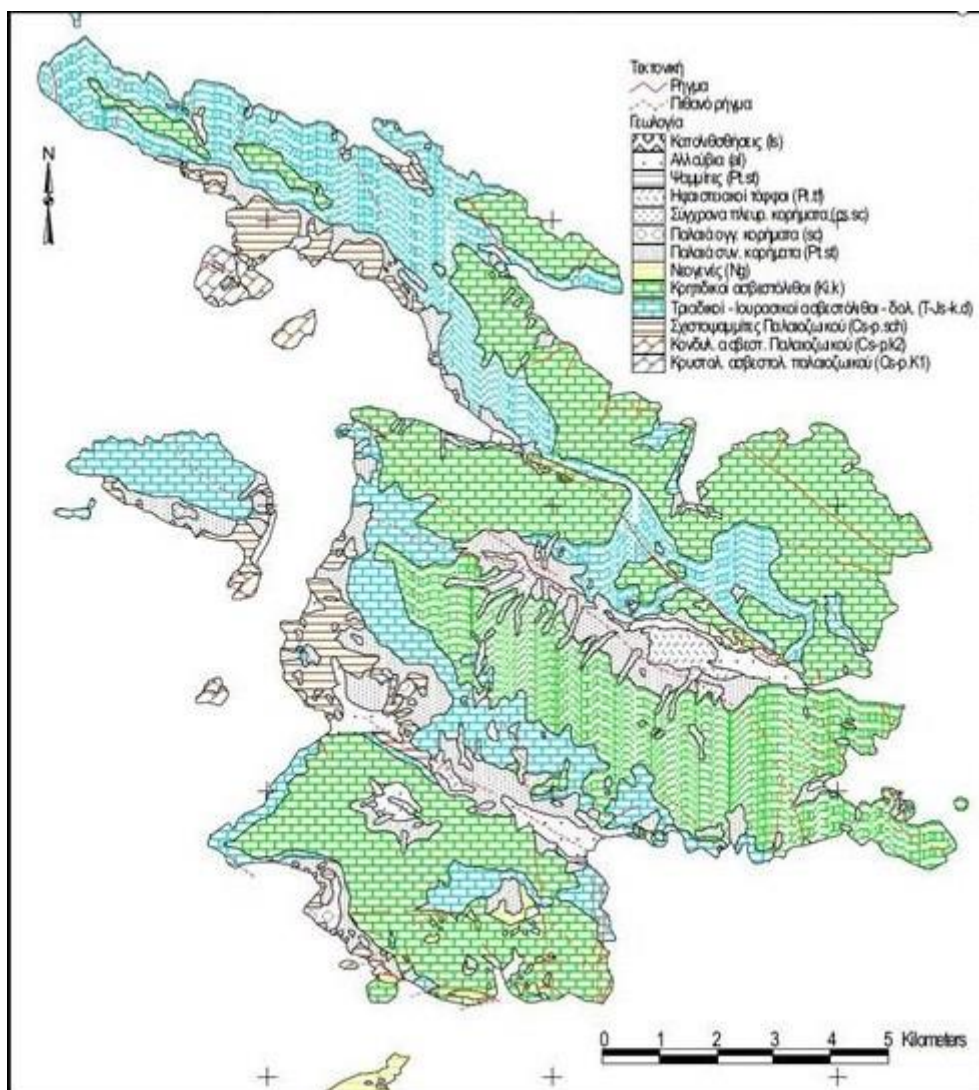 Τεκτονική
Ρήγμα
Πιθανό ρήγμα
Γεωλογία
Κατολισθήσεις (ls)
Αλλούβια (al)
Ψαμμίτες (Pt.st)
Ηφαιστειακοί τόφφοι (Pt.tf)
Σύγχρονα πλευρ. κορήματα,(cs.sc)
Παλαιά ογκ. κορήματα (sc)
Παλαιά συν. κορήματα (Pt.st)
Νεογενές (Ng)
Κρητιδικοί ασβεστόλιθοι (Ki.k)
Τριαδικοί - Ιουρασικοί ασβεστόλιθοι - δολ. (T-Js-k.d)
Σχιστοψαμμίτες Παλαιοζωικού (Cs-p.sch)
Κονδυλ. ασβεστ. Παλαιοζωικού (Cs-p.k2)
Κρυσταλ. ασβεστολ. παλαιοζωικού (Cs-p.K1)
N
0 1 2 3 4 5 Kilometers